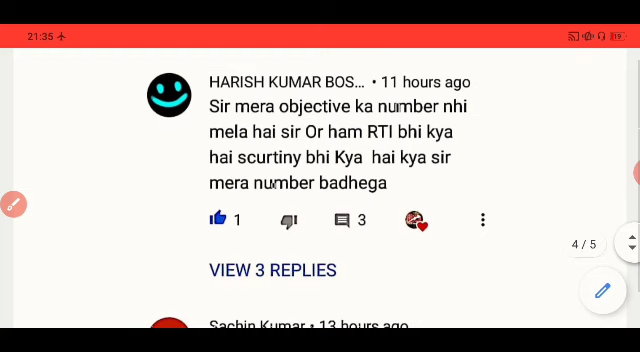 21:35
19
HARISH KUMAR BOS... • 11 hours ago
Sir mera objective ka number nhi
mela hai sir Or ham RTI bhi kya
hai scurtiny bhi Kya hai kya sir
mera number badhega
1
3
4 / 5
VIEW 3 REPLIES
Sachin Kumar • 13 hours ago